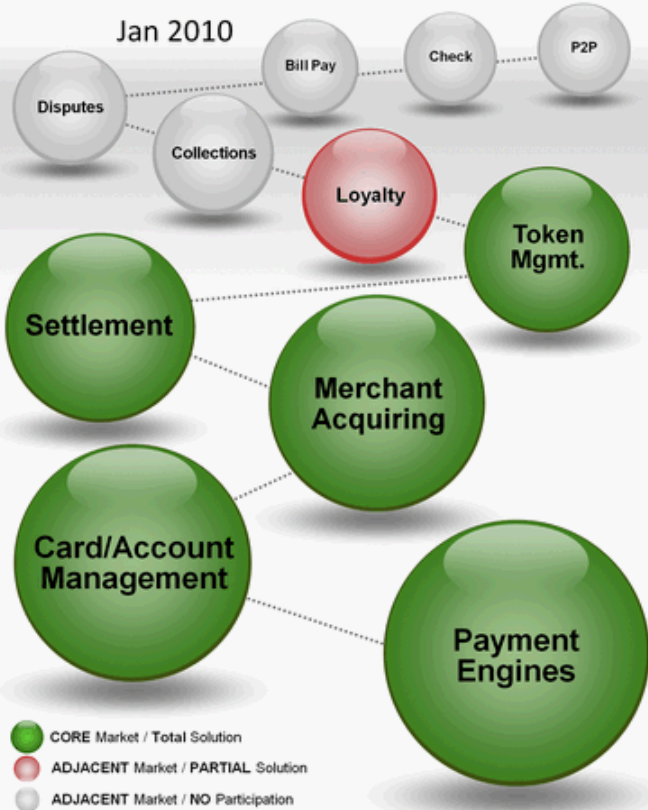 Jan 2010
P2P
Check
Bill Pay
Disputes
Collections
Loyalty
Token
Mgmt.
Settlement
Merchant
Acquiring
Card/Account
Management
Payment
Engines
CORE Market / Total Solution
ADJACENT Market / PARTIAL Solution
ADJACENT Market / NO Participation